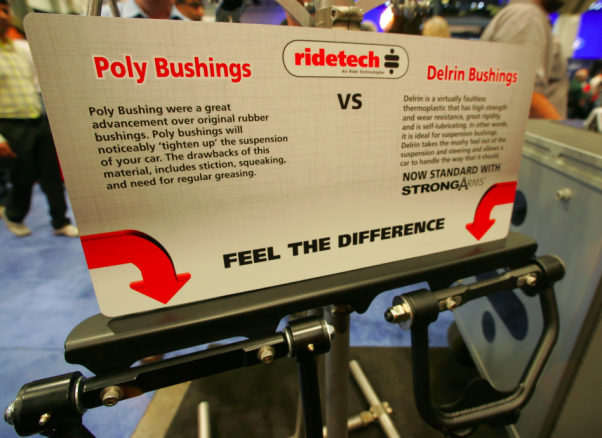 Poly Bushings
ridetech
Air Ride Technologies
VS
Delrin Bushings
Poly Bushing were a great
advancement over original rubber
bushings. Poly bushings will
noticeably 'tighten up' the suspension
of your car. The drawbacks of this
material, includes stiction, squeaking,
and need for regular greasing.
Delrin is a virtually faultless
thermoplastic that has high strength
and wear resistance, great rigidity,
and is self-lubricating. In other words,
it is ideal for suspension bushings.
Delrin takes the mushy feel out of the
suspension and steering and allows a
car to handle the way that it should.
NOW STANDARD WITH
STRONGARMS
FEEL THE DIFFERENCE